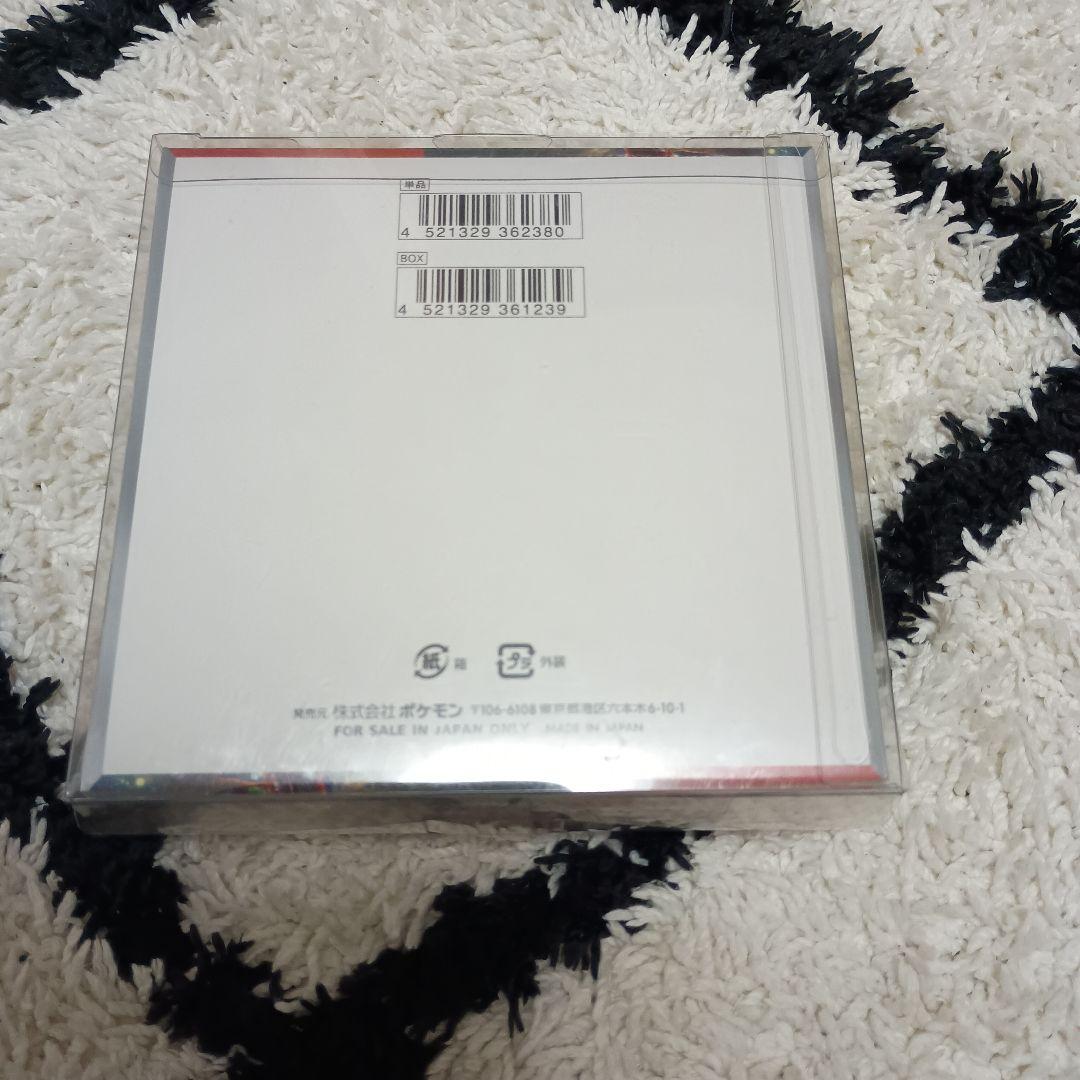 単品
4 521329 362380
BOX
4 521329 361239
紙 箱 プラ 外装
発売元 株式会社 ポケモン 〒106-6108 東京都港区六本木6-10-1
FOR SALE IN JAPAN ONLY MADE IN JAPAN